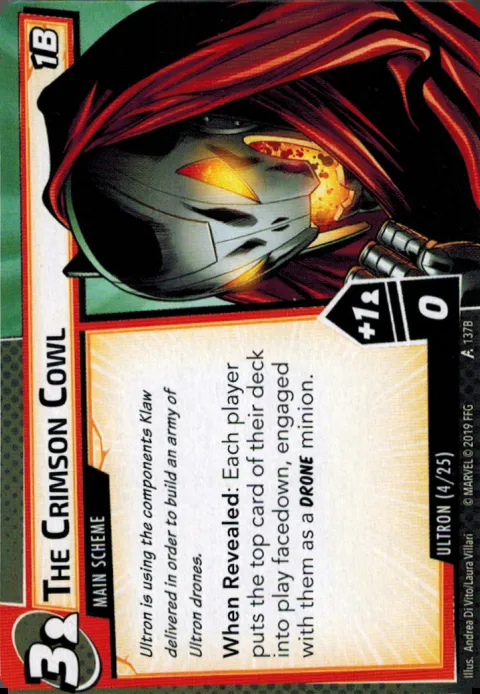 3
THE CRIMSON COWL
1B
MAIN SCHEME
Ultron is using the components Klaw
delivered in order to build an army of
Ultron drones.
When Revealed: Each player
puts the top card of their deck
into play facedown, engaged
with them as a DRONE minion.
+1
0
ULTRON (4/25)
Illus. Andrea Di Vito/Laura Villari © MARVEL © 2019 FFG 137B